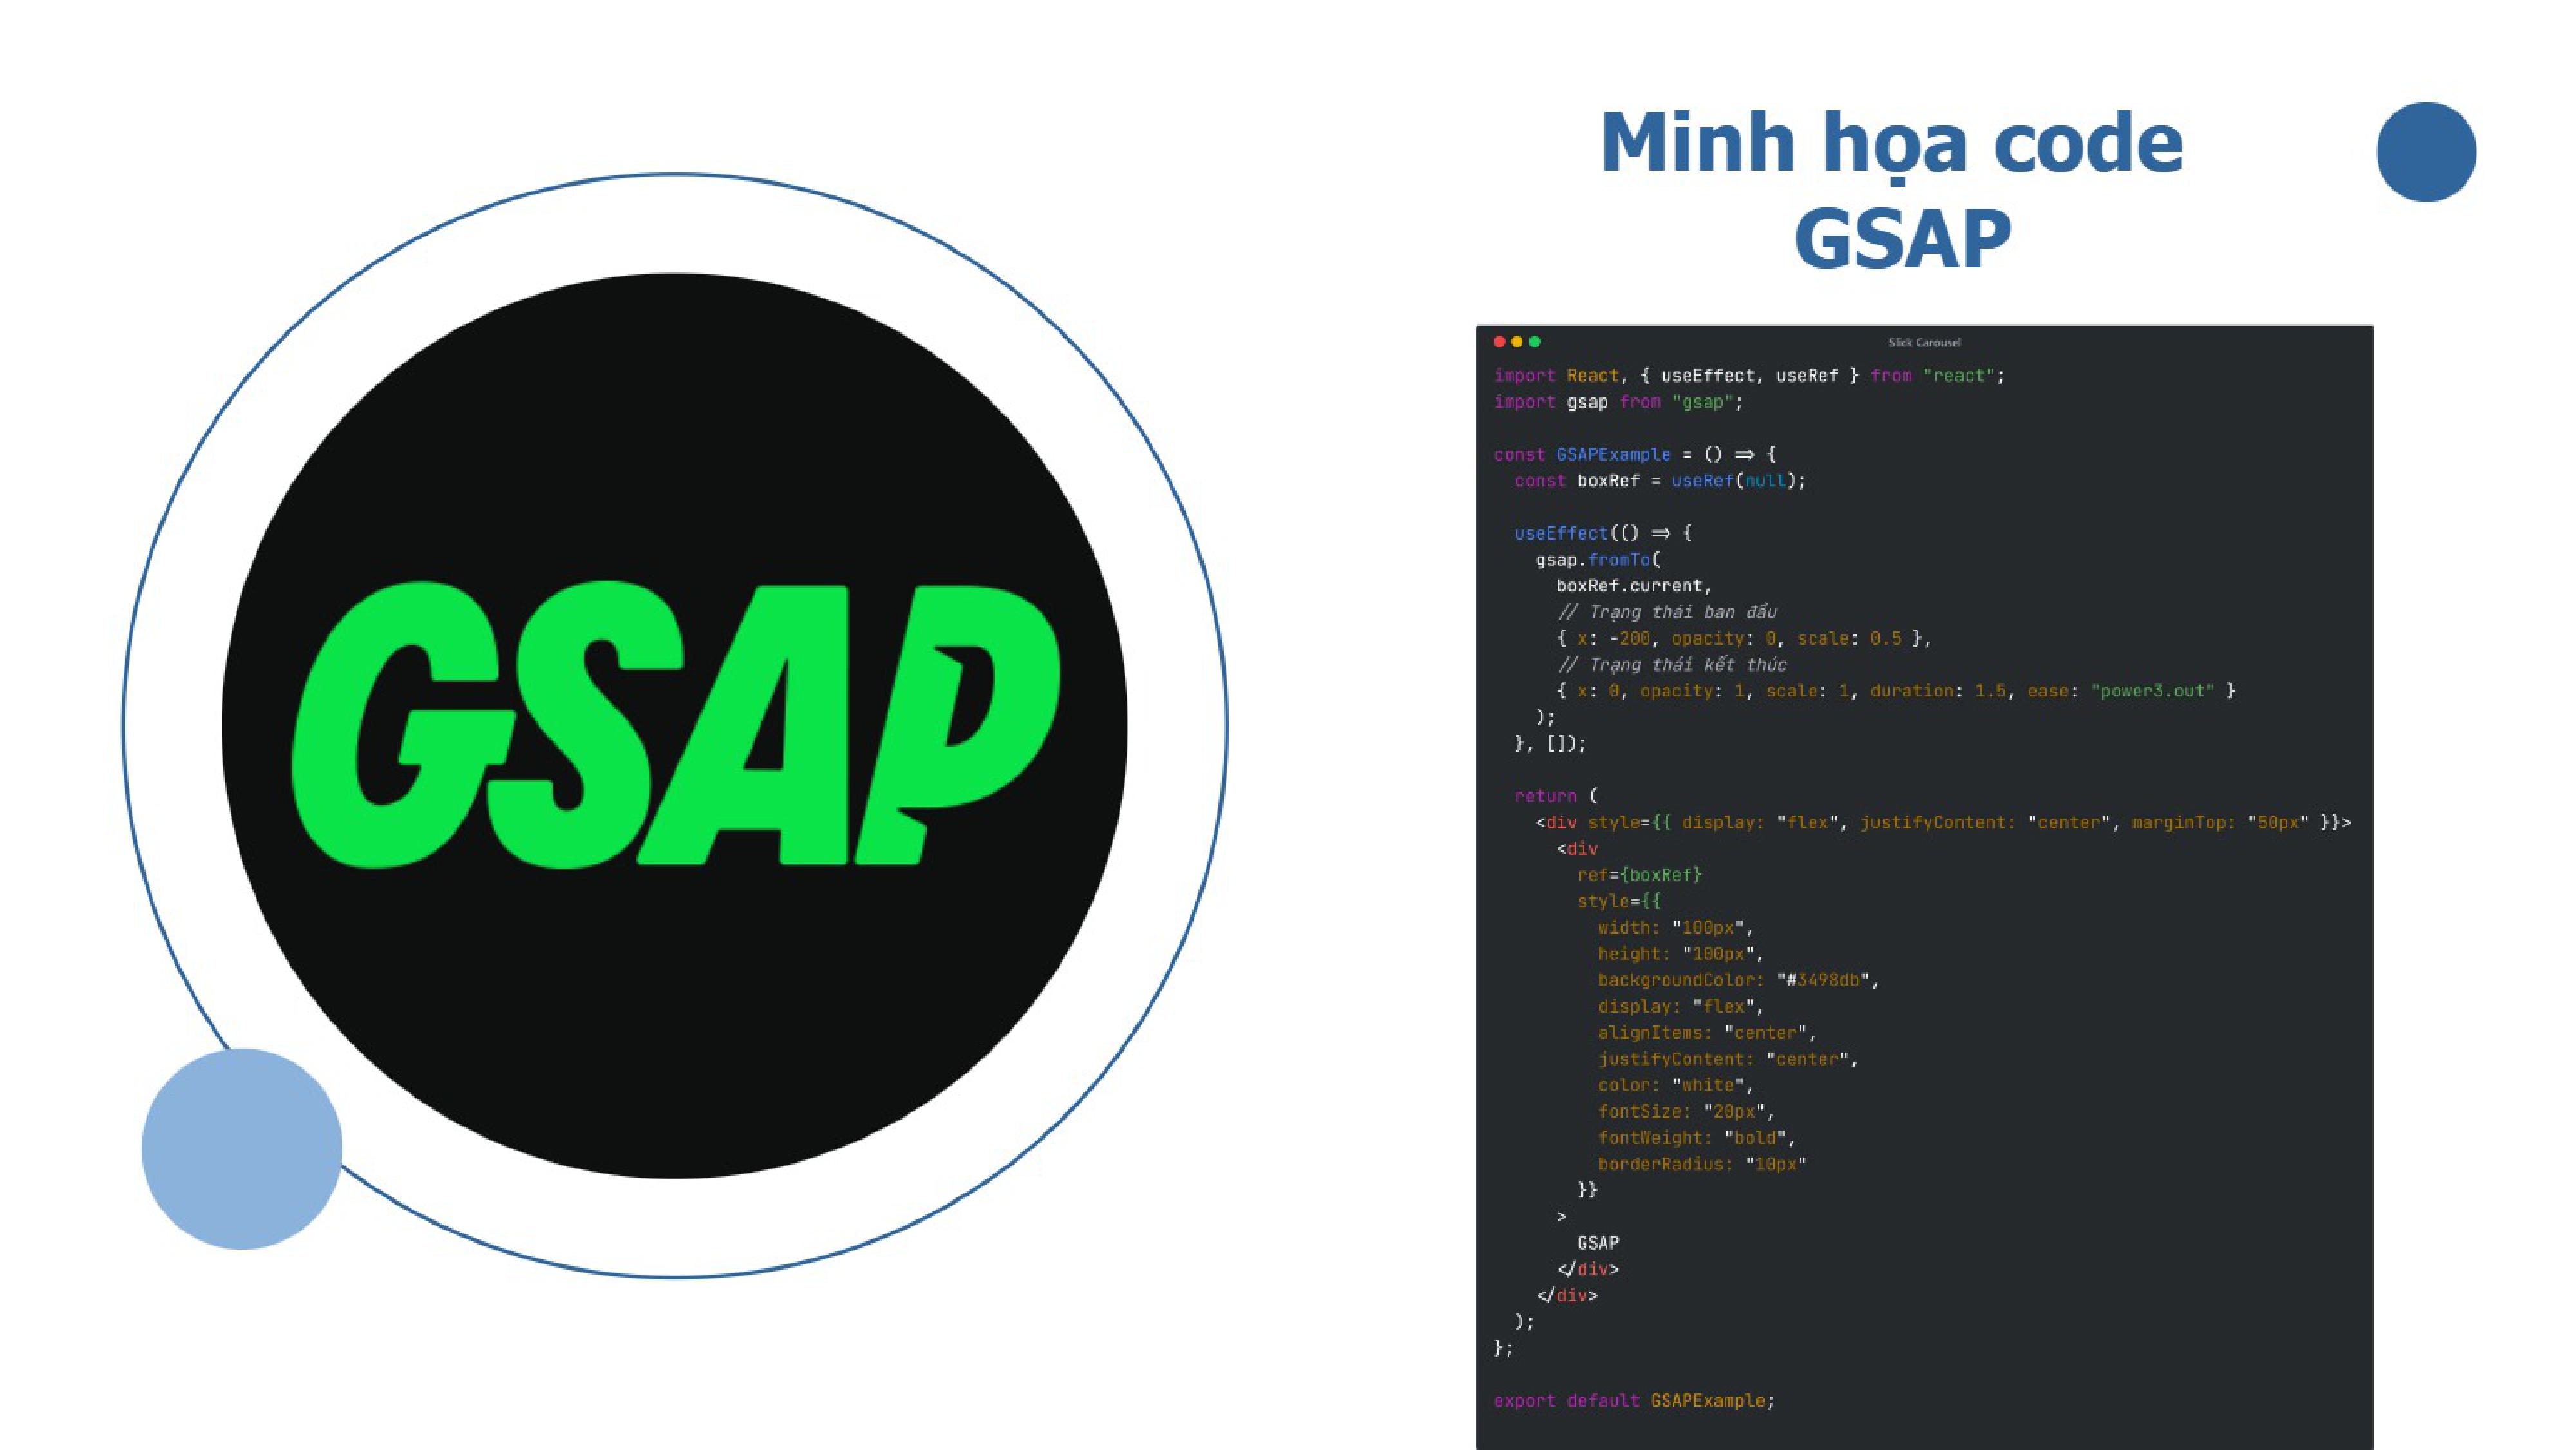 Minh họa code
GSAP
GSAP
Slick Carousel
import React, { useEffect, useRef } from "react";
import gsap from "gsap";
const GSAPExample = () => {
  const boxRef = useRef(null);
  useEffect(() => {
    gsap.fromTo(
      boxRef.current,
      // Trạng thái ban đầu
      { x: -200, opacity: 0, scale: 0.5 },
      // Trạng thái kết thúc
      { x: 0, opacity: 1, scale: 1, duration: 1.5, ease: "power3.out" }
    );
  }, []);
  return (
    <div style={{ display: "flex", justifyContent: "center", marginTop: "50px" }}>
      <div
        ref={boxRef}
        style={{
          width: "100px",
          height: "100px",
          backgroundColor: "#3498db",
          display: "flex",
          alignItems: "center",
          justifyContent: "center",
          color: "white",
          fontSize: "20px",
          fontWeight: "bold",
          borderRadius: "10px"
        }}
      >
        GSAP
      </div>
    </div>
  );
};
export default GSAPExample;